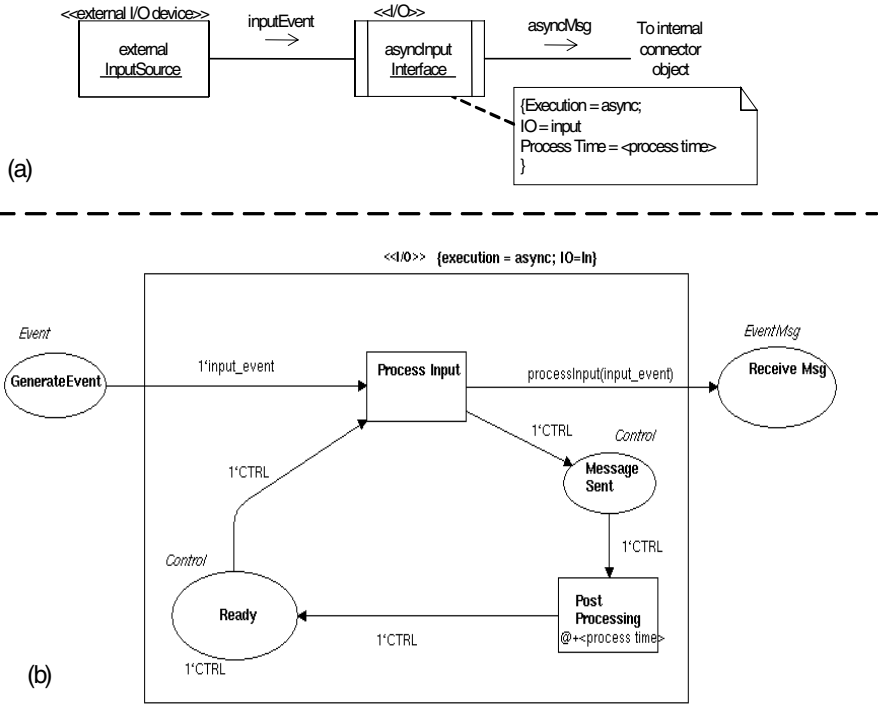 <<external I/O device>>
inputEvent
<<I/O>>
asyncMsg
external
InputSource
asyncInput
Interface
To internal
connector
object
{Execution = async;
IO = input
Process Time = <process time>
}
(a)
<<I/O>> {execution = async; IO=In}
Event
GenerateEvent
1'input_event
Process Input
processInput(input_event)
EventMsg
Receive Msg
1'CTRL
Control
Message
Sent
1'CTRL
1'CTRL
Control
Ready
1'CTRL
1'CTRL
Post
Processing
@+<process time>
(b)